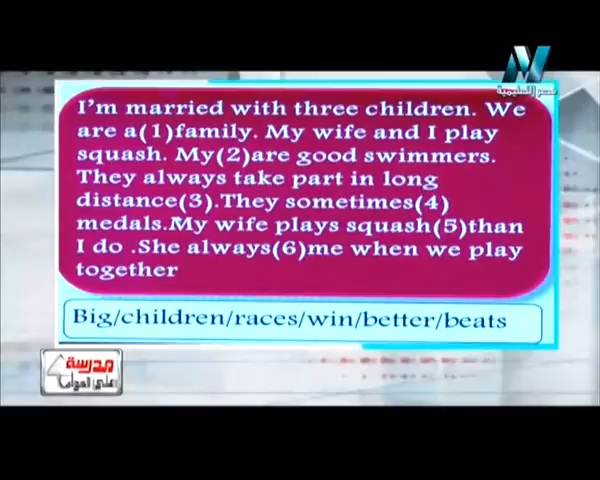 مصر التعليمية
I'm married with three children. We
are a(1)family. My wife and I play
squash. My(2)are good swimmers.
They always take part in long
distance(3).They sometimes(4)
medals.My wife plays squash(5)than
I do .She always(6)me when we play
together
Big/children/races/win/better/beats
مدرسة
على الهواء